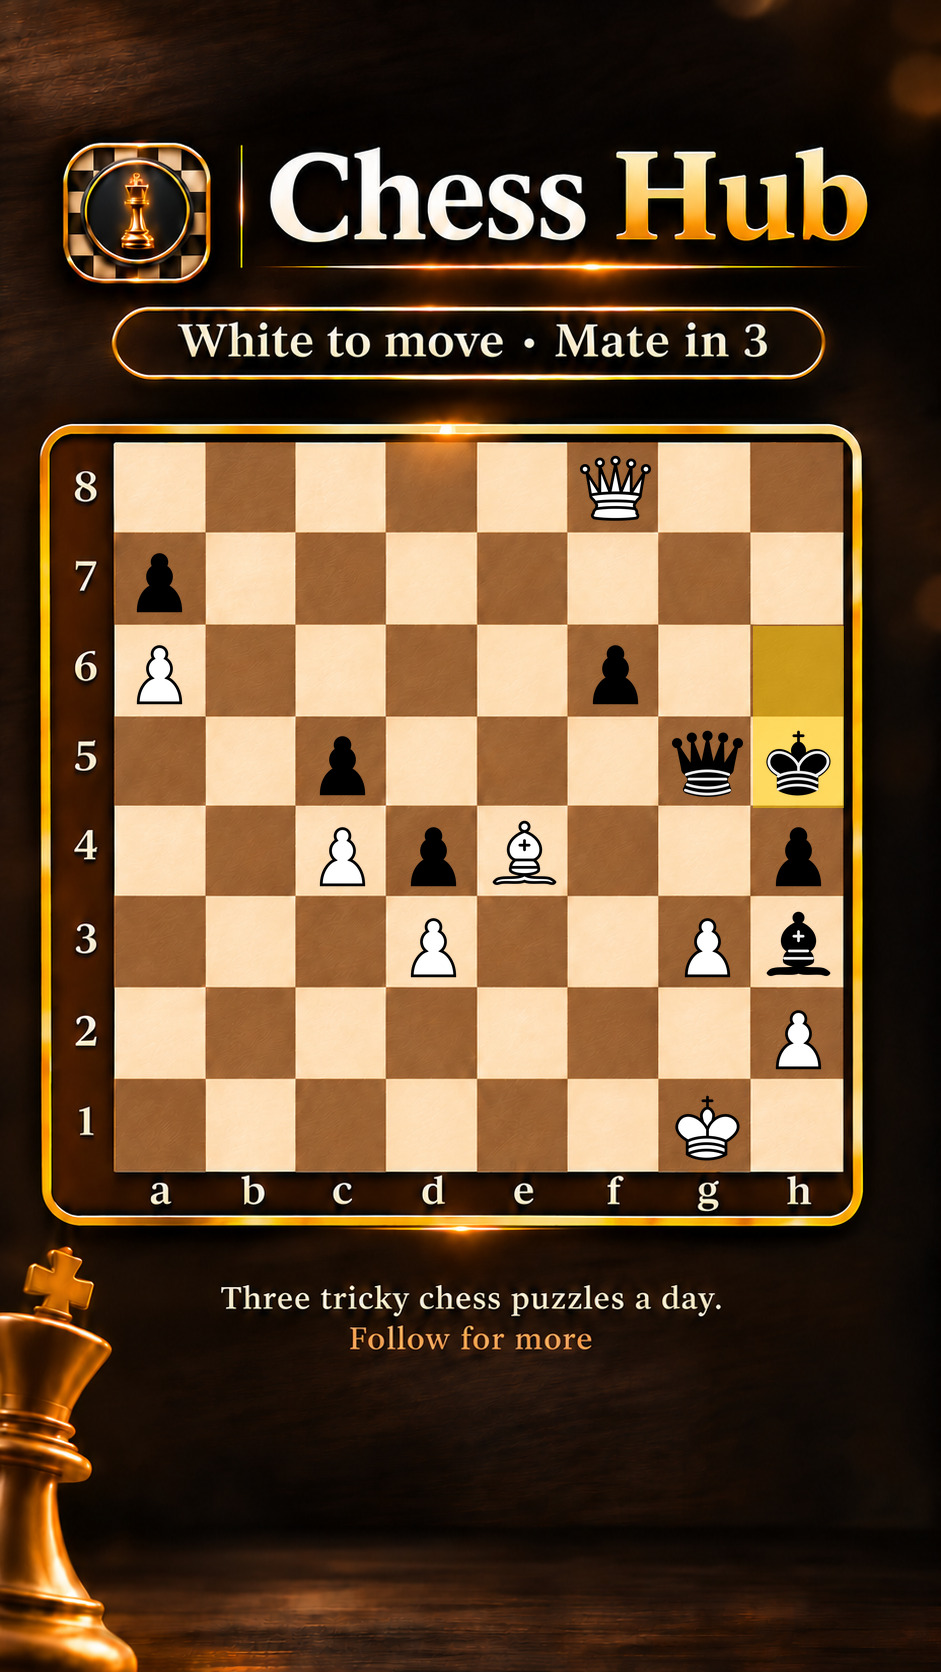 Chess Hub
White to move • Mate in 3
8
7
6
5
4
3
2
1
a b c d e f g h
Three tricky chess puzzles a day.
Follow for more